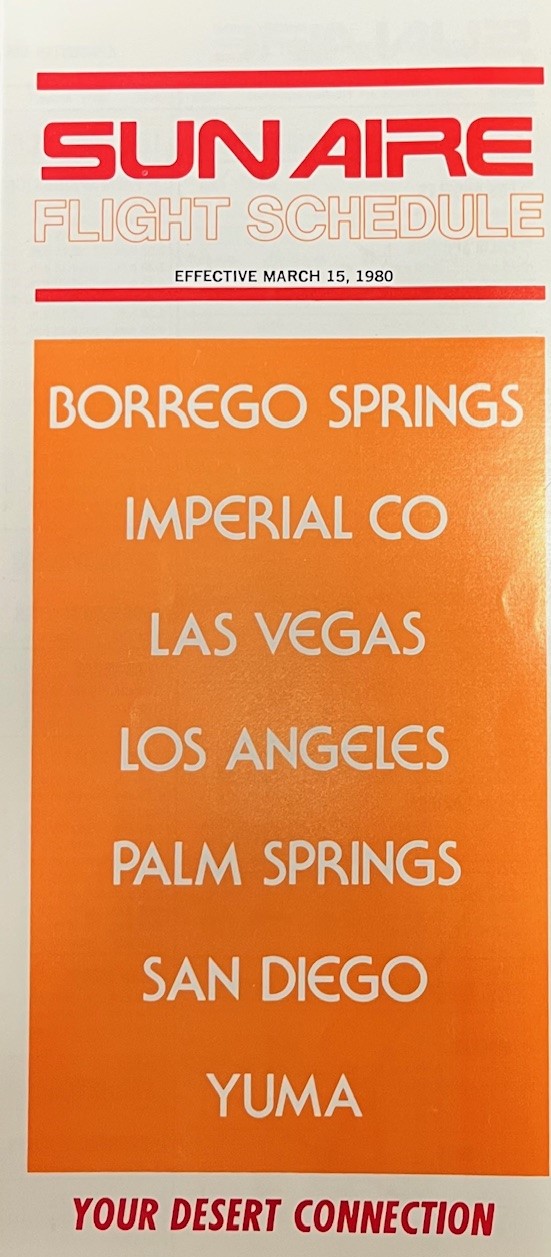 SUN AIRE
FLIGHT SCHEDULE
EFFECTIVE MARCH 15, 1980
BORREGO SPRINGS
IMPERIAL CO
LAS VEGAS
LOS ANGELES
PALM SPRINGS
SAN DIEGO
YUMA
YOUR DESERT CONNECTION